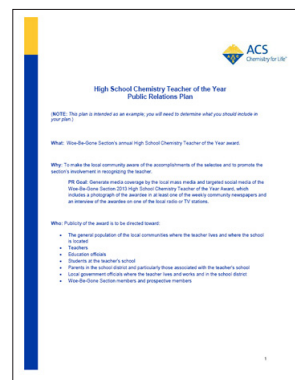 ACS
Chemistry for Life®
High School Chemistry Teacher of the Year
Public Relations Plan
(NOTE: This plan is intended as an example; you will need to determine what you should include in
your plan.)
What: Woe-Be-Gone Section's annual High School Chemistry Teacher of the Year award.
Why: To make the local community aware of the accomplishments of the selectee and to promote the
section's involvement in recognizing the teacher.
PR Goal: Generate media coverage by the local mass media and targeted social media of the
Woe-Be-Gone Section 2010 High School Chemistry Teacher of the Year Award, which
includes a photograph of the awardee in at least one of the weekly community newspapers and
an interview of the awardee on one of the local radio or TV stations.
Who: Publicity of the award is to be directed toward:
• The general population of the local communities where the teacher lives and where the school
is located
• Teachers
• Education officials
• Students at the teacher's school
• Parents in the school district and particularly those associated with the teacher's school
• Local government officials where the teacher lives and works and in the school district
• Woe-Be-Gone Section members and prospective members
1